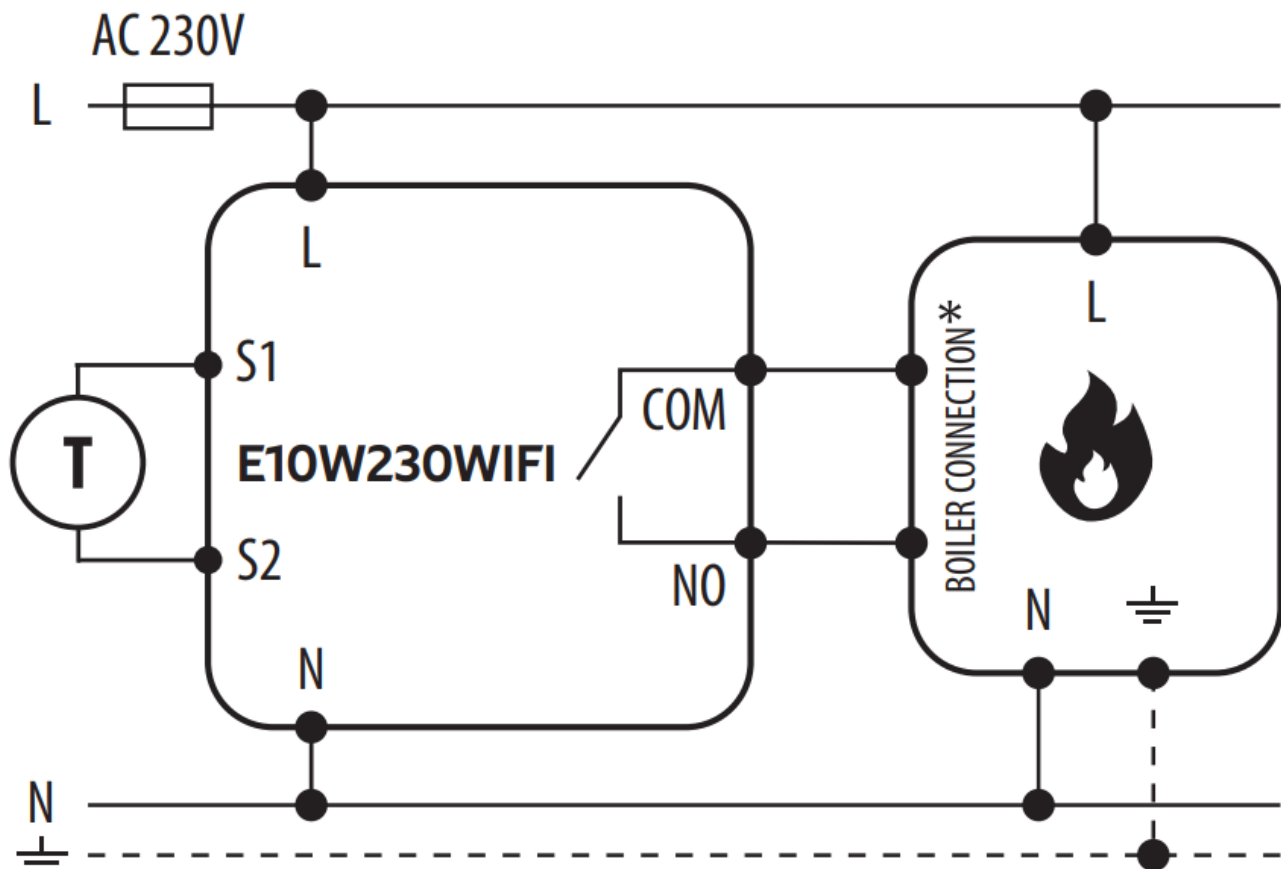 AC 230V
L
L
L
S1
COM
BOILER CONNECTION*
T
E10W230WIFI
S2
NO
N
N
N